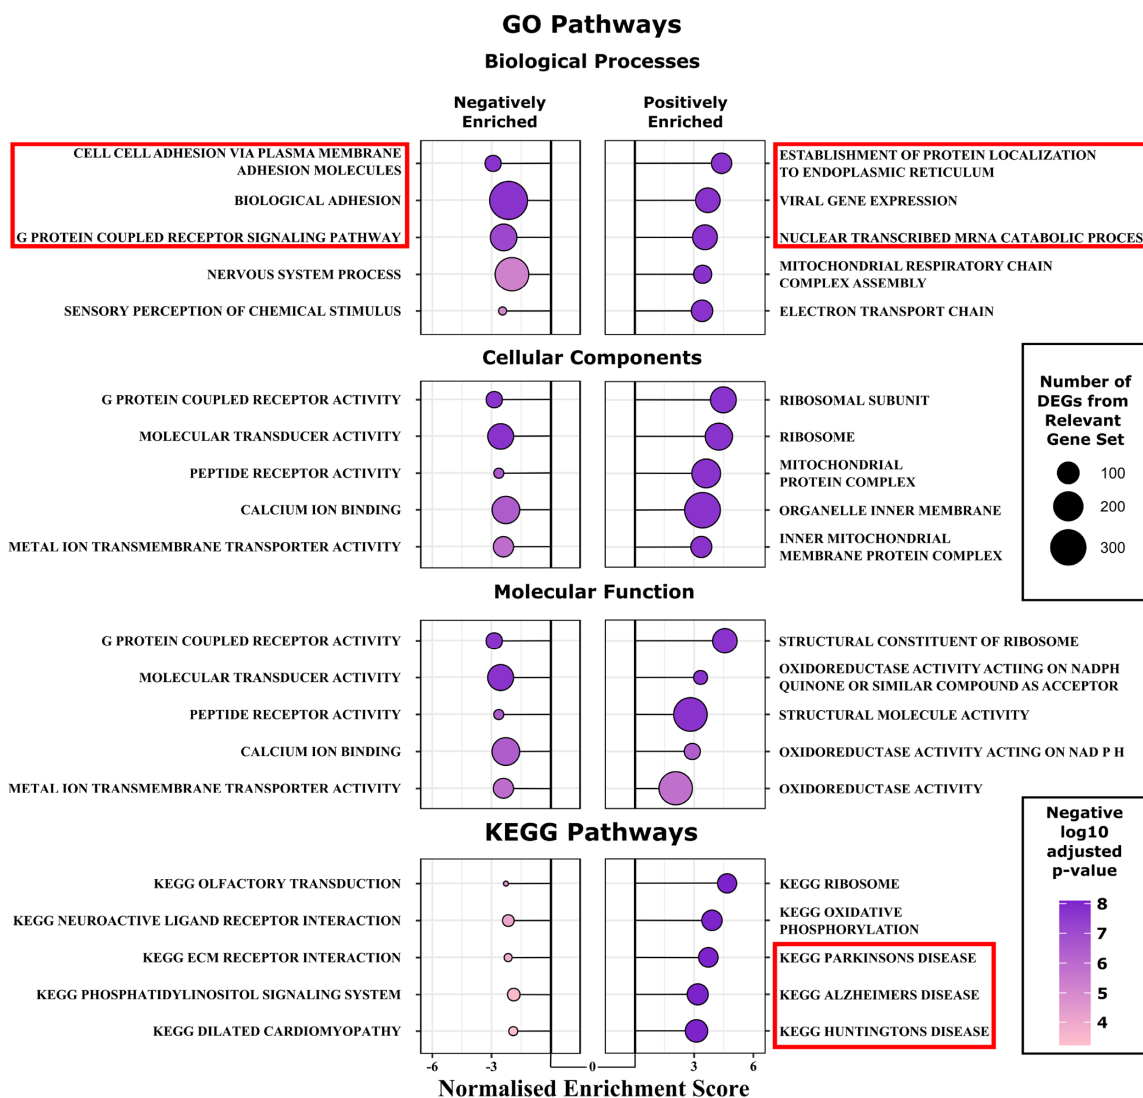 GO Pathways
Biological Processes
Negatively
Enriched
Positively
Enriched
CELL CELL ADHESION VIA PLASMA MEMBRANE
ADHESION MOLECULES
BIOLOGICAL ADHESION
G PROTEIN COUPLED RECEPTOR SIGNALING PATHWAY
NERVOUS SYSTEM PROCESS
SENSORY PERCEPTION OF CHEMICAL STIMULUS
ESTABLISHMENT OF PROTEIN LOCALIZATION
TO ENDOPLASMIC RETICULUM
VIRAL GENE EXPRESSION
NUCLEAR TRANSCRIBED MRNA CATABOLIC PROCES
MITOCHONDRIAL RESPIRATORY CHAIN
COMPLEX ASSEMBLY
ELECTRON TRANSPORT CHAIN
Cellular Components
G PROTEIN COUPLED RECEPTOR ACTIVITY
MOLECULAR TRANSDUCER ACTIVITY
PEPTIDE RECEPTOR ACTIVITY
CALCIUM ION BINDING
METAL ION TRANSMEMBRANE TRANSPORTER ACTIVITY
RIBOSOMAL SUBUNIT
RIBOSOME
MITOCHONDRIAL
PROTEIN COMPLEX
ORGANELLE INNER MEMBRANE
INNER MITOCHONDRIAL
MEMBRANE PROTEIN COMPLEX
Number of
DEGs from
Relevant
Gene Set
100
200
300
Molecular Function
G PROTEIN COUPLED RECEPTOR ACTIVITY
MOLECULAR TRANSDUCER ACTIVITY
PEPTIDE RECEPTOR ACTIVITY
CALCIUM ION BINDING
METAL ION TRANSMEMBRANE TRANSPORTER ACTIVITY
STRUCTURAL CONSTITUENT OF RIBOSOME
OXIDOREDUCTASE ACTIVITY ACTIING ON NADPH
QUINONE OR SIMILAR COMPOUND AS ACCEPTOR
STRUCTURAL MOLECULE ACTIVITY
OXIDOREDUCTASE ACTIVITY ACTING ON NAD P H
OXIDOREDUCTASE ACTIVITY
KEGG Pathways
KEGG OLFACTORY TRANSDUCTION
KEGG NEUROACTIVE LIGAND RECEPTOR INTERACTION
KEGG ECM RECEPTOR INTERACTION
KEGG PHOSPHATIDYLINOSITOL SIGNALING SYSTEM
KEGG DILATED CARDIOMYOPATHY
KEGG RIBOSOME
KEGG OXIDATIVE
PHOSPHORYLATION
KEGG PARKINSONS DISEASE
KEGG ALZHEIMERS DISEASE
KEGG HUNTINGTONS DISEASE
Negative
log10
adjusted
p-value
8
7
6
5
4
-6 -3 0 3 6
Normalised Enrichment Score